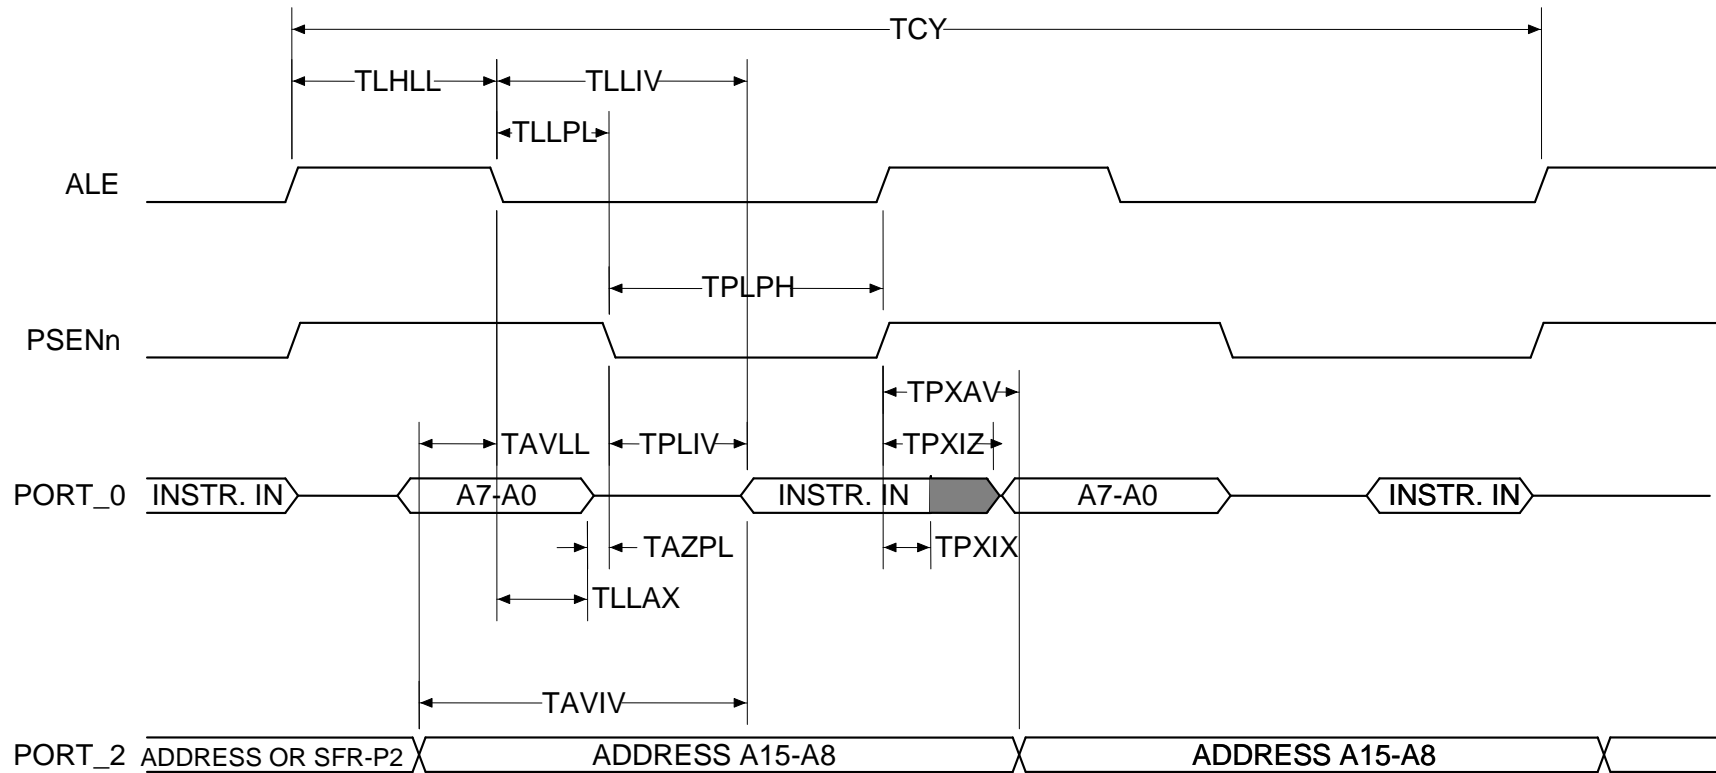 TCY
TLHLL
TLLIV
TLLPL
ALE
TPLPH
PSENn
TPXAV
TAVLL
TPLIV
TPXIZ
PORT_0
INSTR. IN
A7-A0
INSTR. IN
A7-A0
INSTR. IN
TAZPL
TPXIX
TLLAX
TAVIV
PORT_2
ADDRESS OR SFR-P2
ADDRESS A15-A8
ADDRESS A15-A8